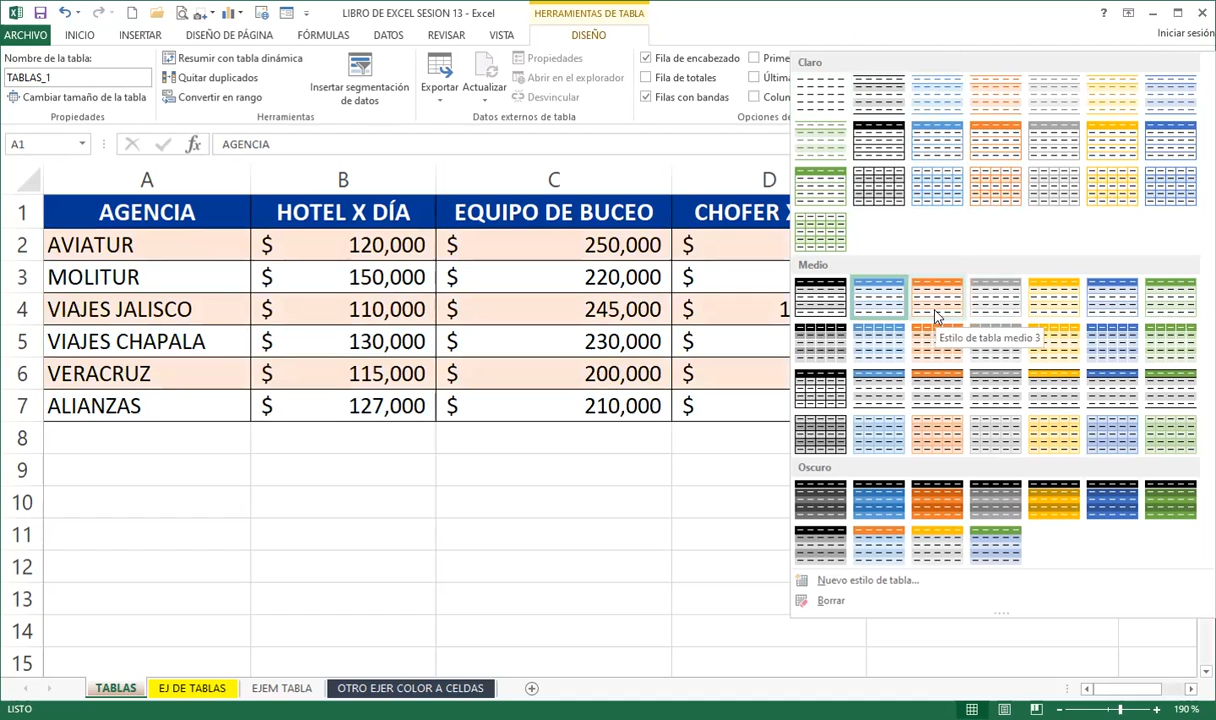 LIBRO DE EXCEL SESION 13 - Excel
HERRAMIENTAS DE TABLA
?
ARCHIVO INICIO INSERTAR DISEÑO DE PÁGINA FÓRMULAS DATOS REVISAR VISTA DISEÑO
Iniciar sesión
Nombre de la tabla:
TABLAS_1
Cambiar tamaño de la tabla
Propiedades
Resumir con tabla dinámica
Quitar duplicados
Convertir en rango
Insertar segmentación
de datos
Herramientas
Exportar Actualizar
Propiedades
Abrir en el explorador
Desvincular
Datos externos de tabla
Fila de encabezado
Fila de totales
Filas con bandas
Prime
Última
Colun
Opciones de
A1
fx
AGENCIA
A B C D
1 AGENCIA HOTEL X DÍA EQUIPO DE BUCEO CHOFER X
2 AVIATUR $ 120,000 $ 250,000 $
3 MOLITUR $ 150,000 $ 220,000 $
4 VIAJES JALISCO $ 110,000 $ 245,000 $ 1
5 VIAJES CHAPALA $ 130,000 $ 230,000 $
6 VERACRUZ $ 115,000 $ 200,000 $
7 ALIANZAS $ 127,000 $ 210,000 $
8
9
10
11
12
13
14
15
Claro
Medio
Estilo de tabla medio 3
Oscuro
Nuevo estilo de tabla...
Borrar
TABLAS EJ DE TABLAS EJEM TABLA OTRO EJER COLOR A CELDAS
LISTO
190 %